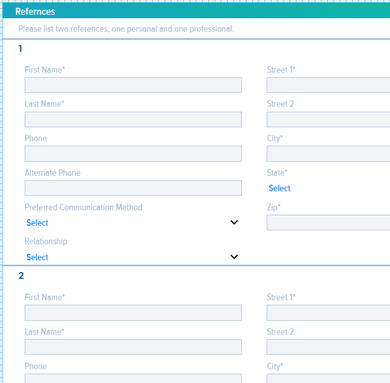 Refernces
Please list two references, one personal and one professional.
1
First Name*
Street 1*
Last Name*
Street 2
Phone
City*
Alternate Phone
State*
Select
Preferred Communication Method
Zip*
Select
Relationship
Select
2
First Name*
Street 1*
Last Name*
Street 2
Phone
City*